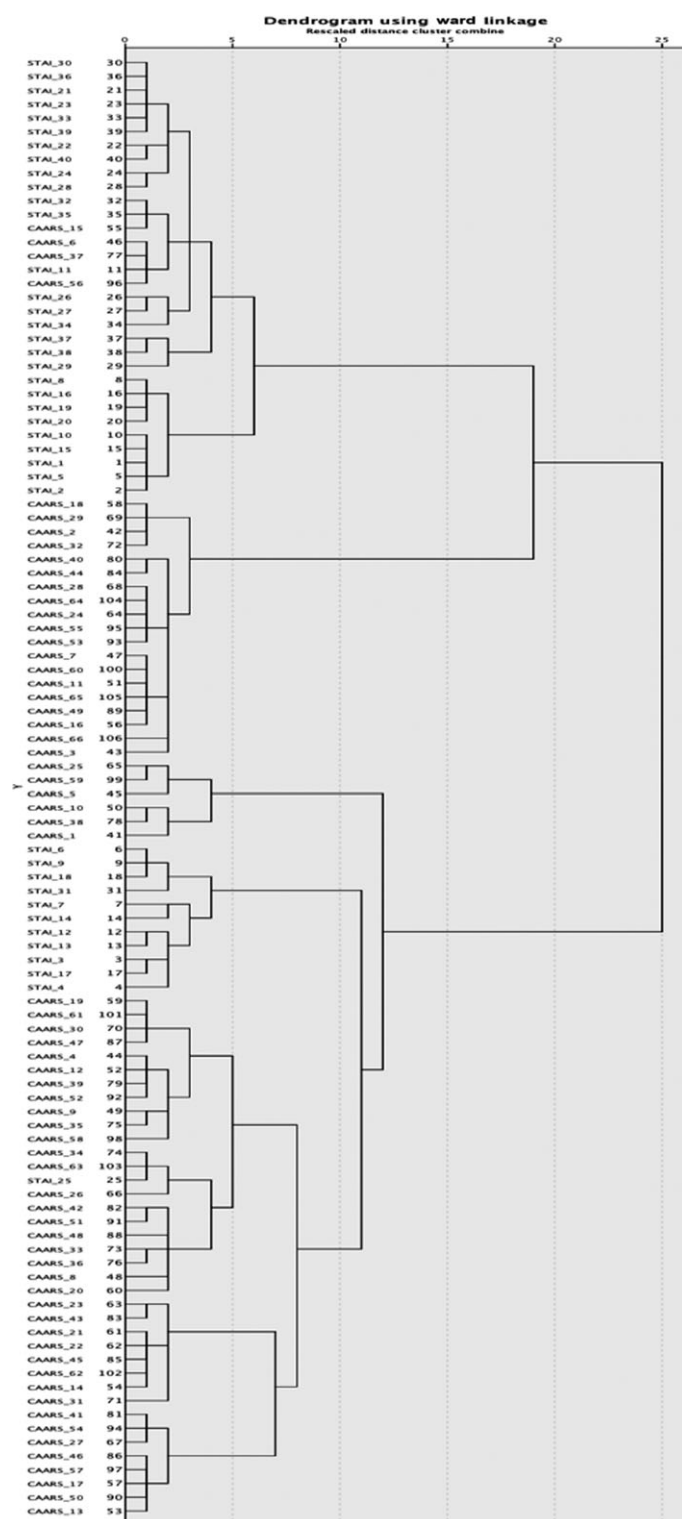 Dendrogram using ward linkage
Rescaled distance cluster combine
0 5 10 15 20 25
STAI_30 30
STAI_36 36
STAI_21 21
STAI_23 23
STAI_33 33
STAI_39 39
STAI_22 22
STAI_40 40
STAI_24 24
STAI_28 28
STAI_32 32
STAI_35 35
CAARS_15 55
CAARS_6 46
CAARS_37 77
STAI_11 11
CAARS_56 96
STAI_26 26
STAI_27 27
STAI_34 34
STAI_37 37
STAI_38 38
STAI_29 29
STAI_8 8
STAI_16 16
STAI_19 19
STAI_20 20
STAI_10 10
STAI_15 15
STAI_1 1
STAI_5 5
STAI_2 2
CAARS_18 58
CAARS_29 69
CAARS_2 42
CAARS_32 72
CAARS_40 80
CAARS_44 84
CAARS_28 68
CAARS_64 104
CAARS_24 64
CAARS_55 95
CAARS_53 93
CAARS_7 47
CAARS_60 100
CAARS_11 51
CAARS_65 105
CAARS_49 89
CAARS_16 56
CAARS_66 106
CAARS_3 43
CAARS_25 65
CAARS_59 99
Y
CAARS_5 45
CAARS_10 50
CAARS_38 78
CAARS_1 41
STAI_6 6
STAI_9 9
STAI_18 18
STAI_31 31
STAI_7 7
STAI_14 14
STAI_12 12
STAI_13 13
STAI_3 3
STAI_17 17
STAI_4 4
CAARS_19 59
CAARS_61 101
CAARS_30 70
CAARS_47 87
CAARS_4 44
CAARS_12 52
CAARS_39 79
CAARS_52 92
CAARS_9 49
CAARS_35 75
CAARS_58 98
CAARS_34 74
CAARS_63 103
STAI_25 25
CAARS_26 66
CAARS_42 82
CAARS_51 91
CAARS_48 88
CAARS_33 73
CAARS_36 76
CAARS_8 48
CAARS_20 60
CAARS_23 63
CAARS_43 83
CAARS_21 61
CAARS_22 62
CAARS_45 85
CAARS_62 102
CAARS_14 54
CAARS_31 71
CAARS_41 81
CAARS_54 94
CAARS_27 67
CAARS_46 86
CAARS_57 97
CAARS_17 57
CAARS_50 90
CAARS_13 53